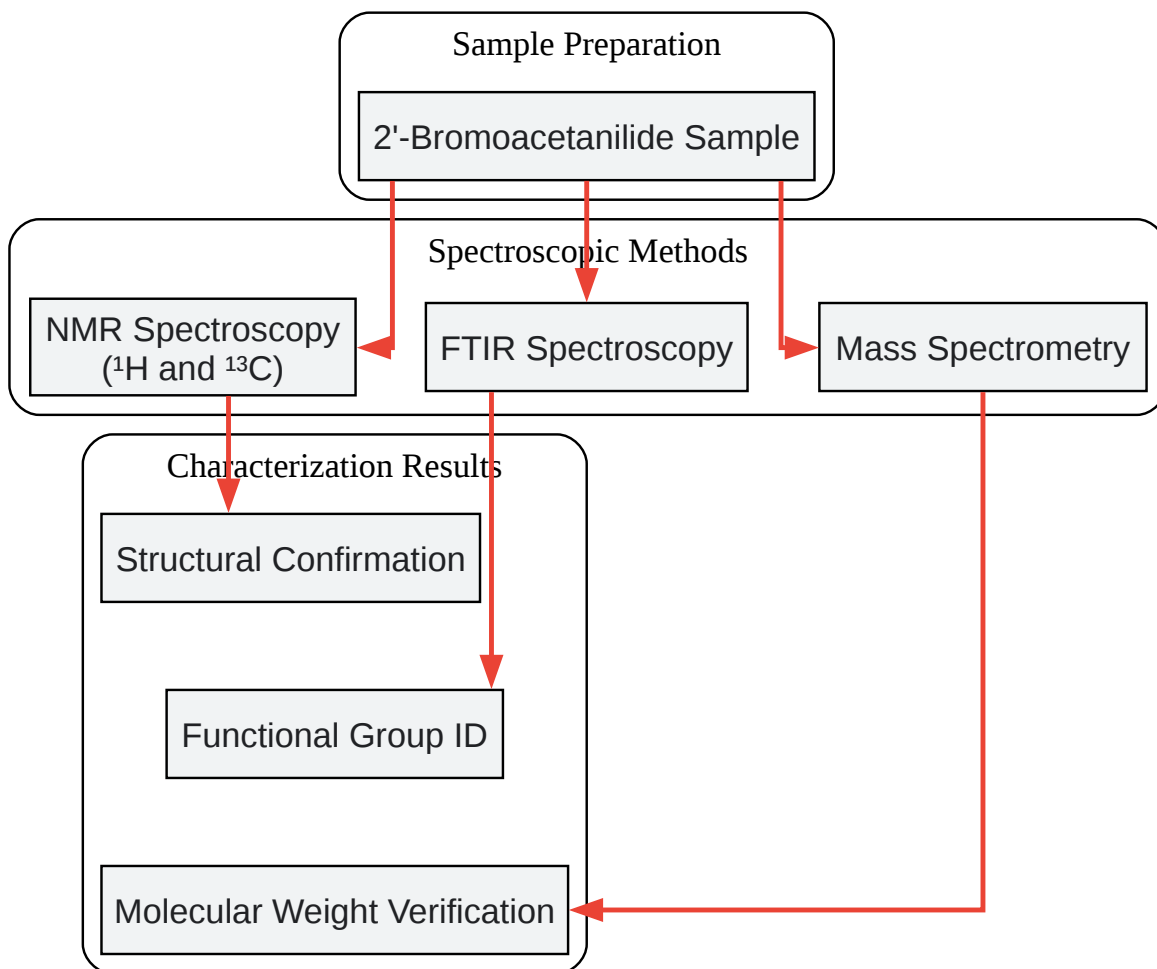 Sample Preparation
2'-Bromoacetanilide Sample
Spectroscopic Methods
NMR Spectroscopy
(¹H and ¹³C)
FTIR Spectroscopy
Mass Spectrometry
Characterization Results
Structural Confirmation
Functional Group ID
Molecular Weight Verification